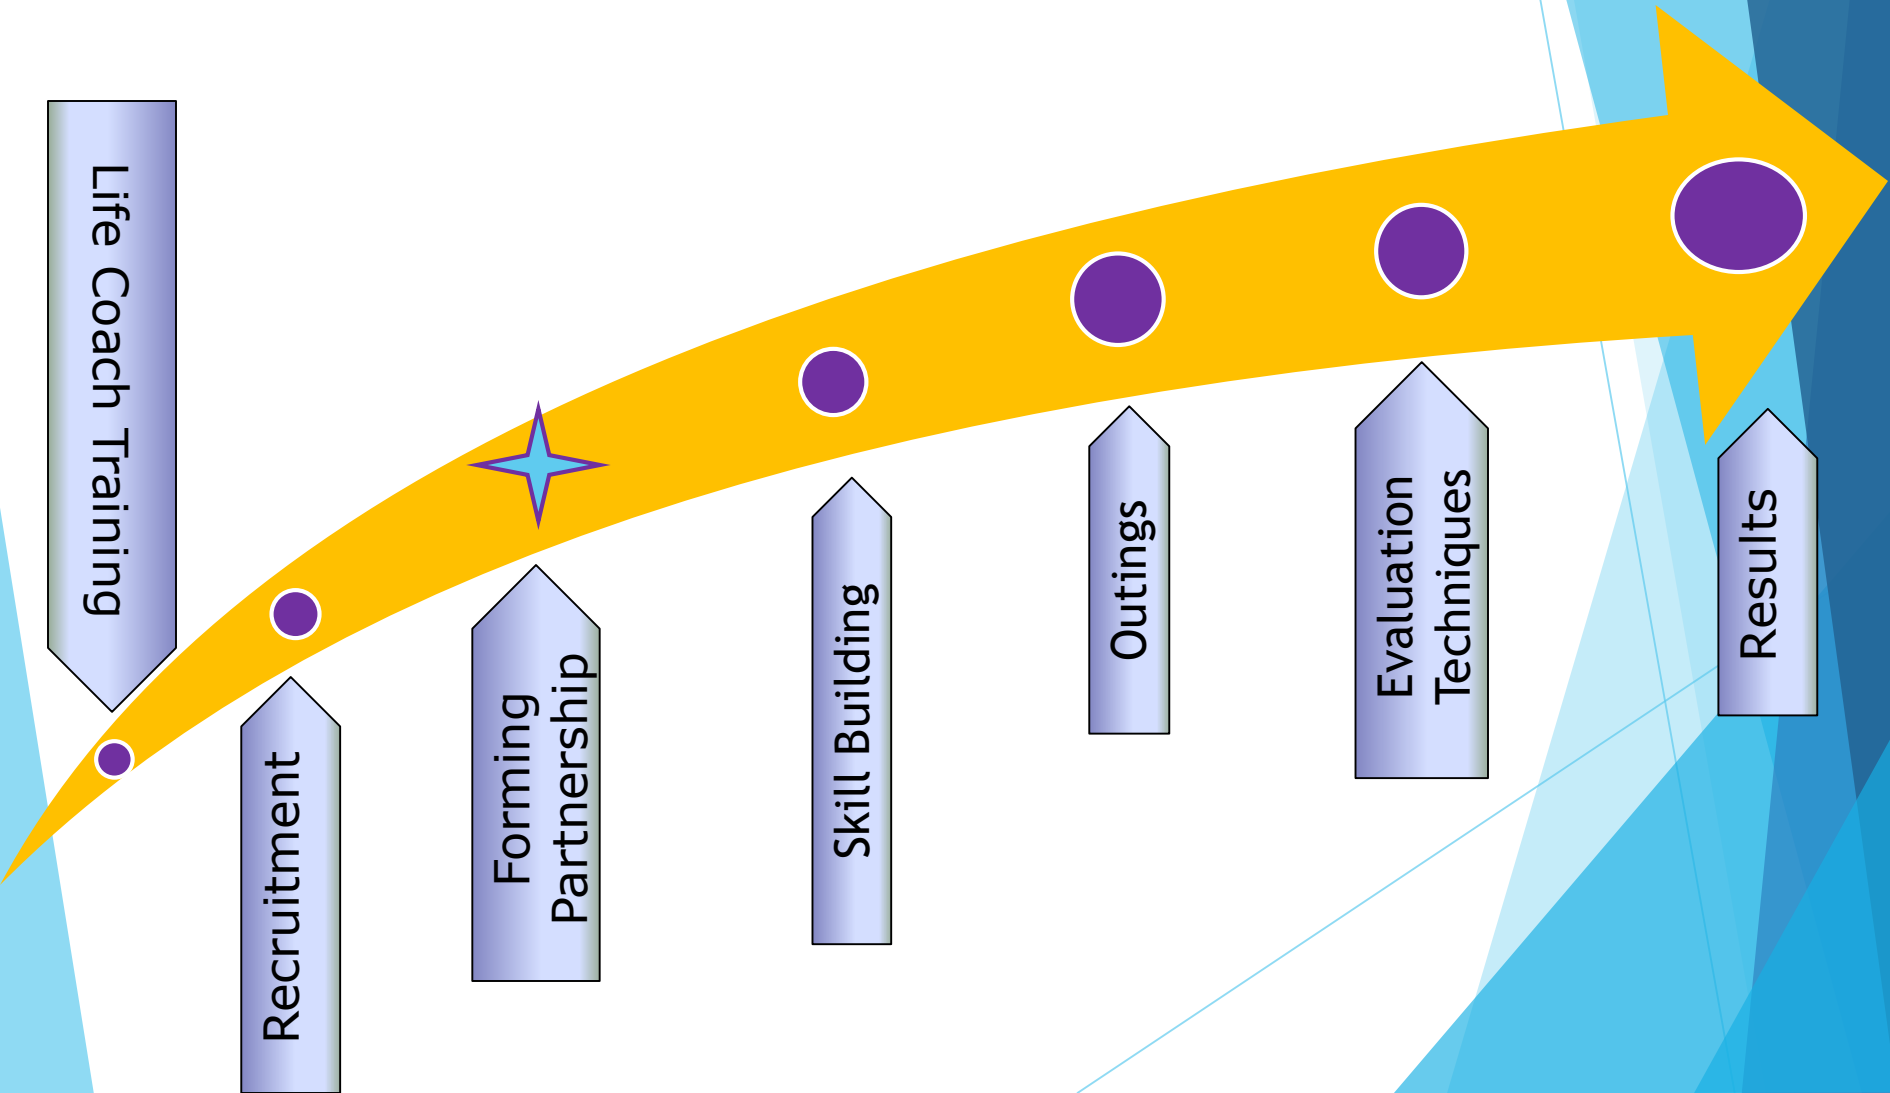 Life Coach Training
Recruitment
Forming
Partnership
Skill Building
Outings
Evaluation
Techniques
Results